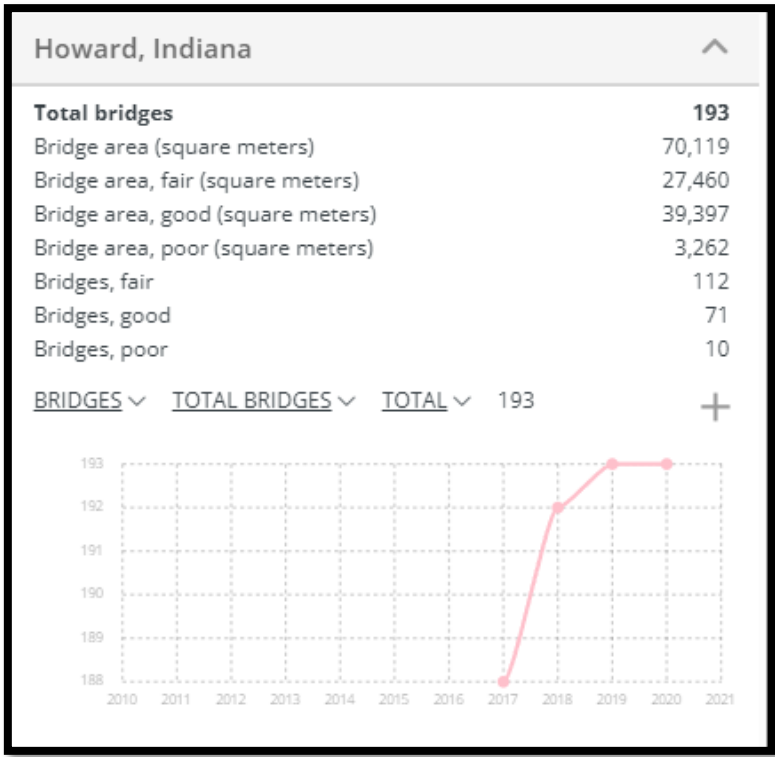 Howard, Indiana
Total bridges 193
Bridge area (square meters) 70,119
Bridge area, fair (square meters) 27,460
Bridge area, good (square meters) 39,397
Bridge area, poor (square meters) 3,262
Bridges, fair 112
Bridges, good 71
Bridges, poor 10
BRIDGES TOTAL BRIDGES TOTAL 193
193
192
191
190
189
188
2010 2011 2012 2013 2014 2015 2016 2017 2018 2019 2020 2021